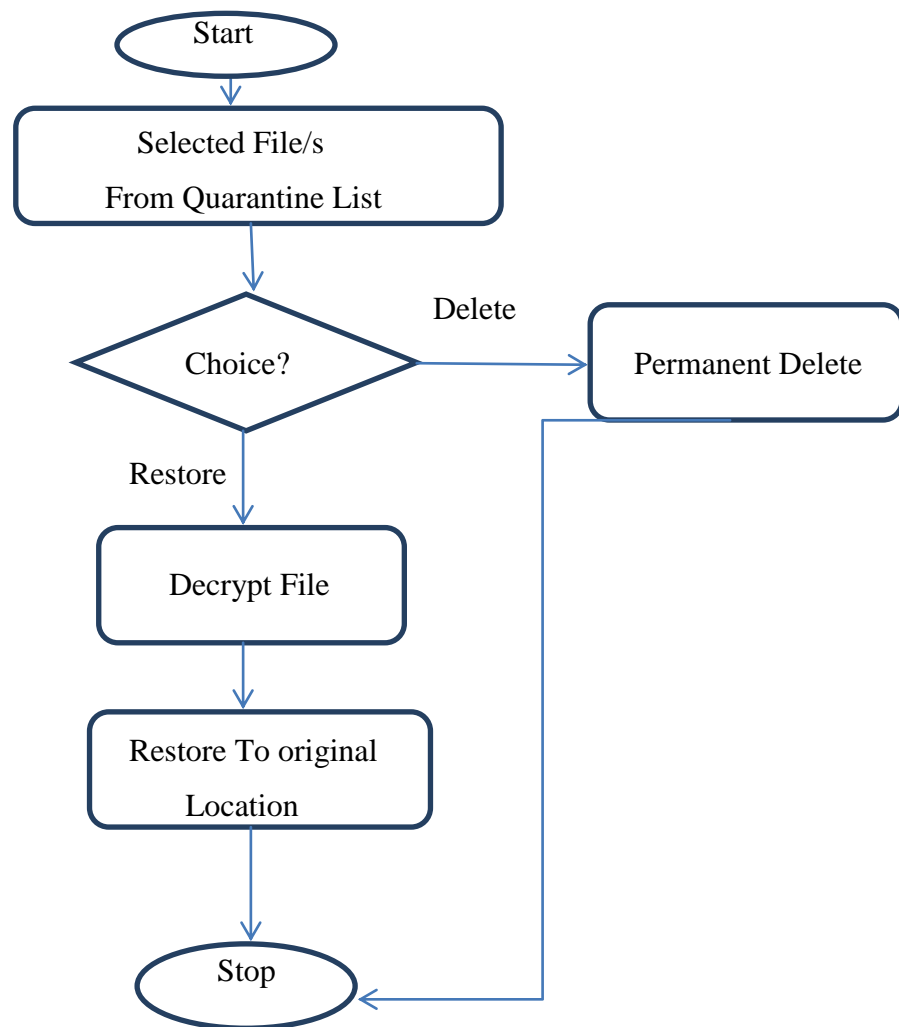 Start
Selected File/s
From Quarantine List
Delete
Choice?
Permanent Delete
Restore
Decrypt File
Restore To original
Location
Stop